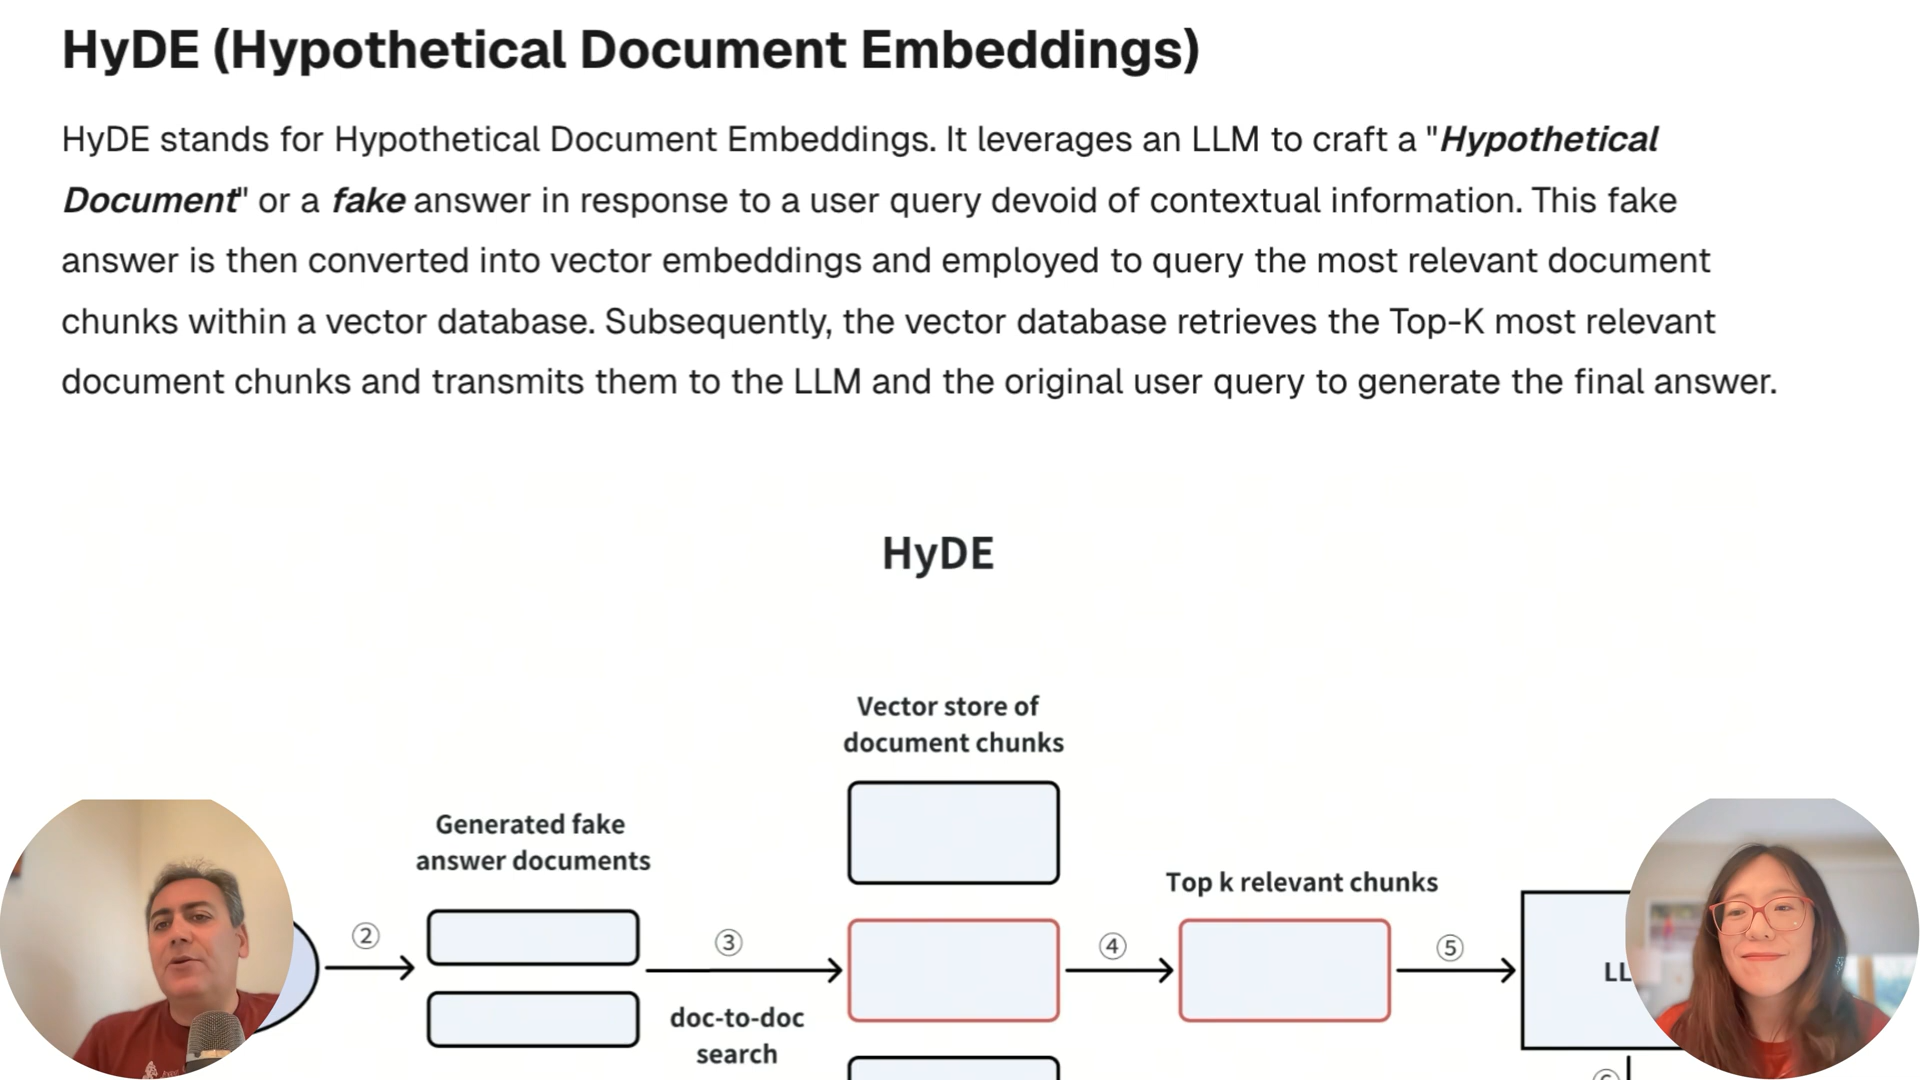 HyDE (Hypothetical Document Embeddings)
HyDE stands for Hypothetical Document Embeddings. It leverages an LLM to craft a "Hypothetical
Document" or a fake answer in response to a user query devoid of contextual information. This fake
answer is then converted into vector embeddings and employed to query the most relevant document
chunks within a vector database. Subsequently, the vector database retrieves the Top-K most relevant
document chunks and transmits them to the LLM and the original user query to generate the final answer.
HyDE
Vector store of
document chunks
Generated fake
answer documents
Top k relevant chunks
②
③
④
⑤
doc-to-doc
search